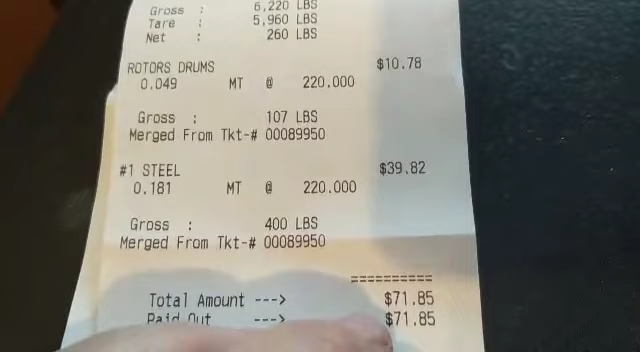 Gross : 6,220 LBS
Tare : 5,960 LBS
Net : 260 LBS
ROTORS DRUMS $10.78
0.049 MT @ 220.000
Gross : 107 LBS
Merged From Tkt-# 00089950
#1 STEEL $39.82
0.181 MT @ 220.000
Gross : 400 LBS
Merged From Tkt-# 00089950
==========
Total Amount ---> $71.85
Paid Out ---> $71.85